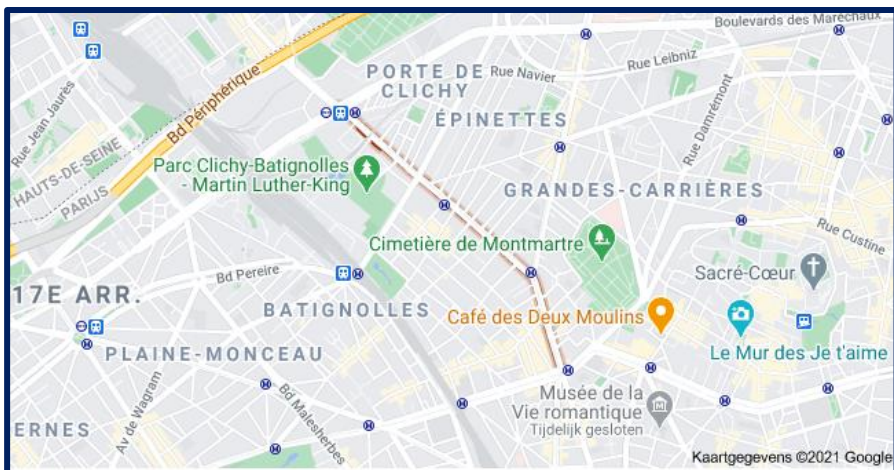 Boulevards des Maréchaux
Rue Leibniz
Rue Navier
PORTE DE
CLICHY
Bd Périphérique
Rue Jean Jaurès
ÉPINETTES
Rue Damrémont
HAUTS-DE-SEINE
PARIJS
Parc Clichy-Batignolles
- Martin Luther-King
GRANDES-CARRIÈRES
Rue Custine
Cimetière de Montmartre
Sacré-Cœur
Bd Pereire
17E ARR.
BATIGNOLLES
Café des Deux Moulins
Le Mur des Je t'aime
PLAINE-MONCEAU
Bd Malesherbes
Av de Wagram
Musée de la
Vie romantique
Tijdelijk gesloten
ERNES
Kaartgegevens ©2021 Google